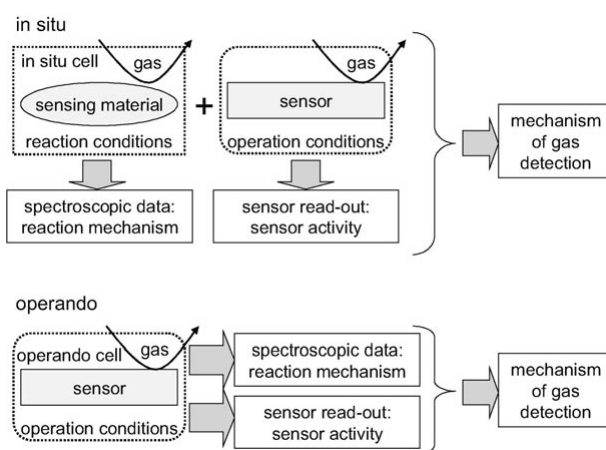 in situ
in situ cell
gas
sensing material
reaction conditions
+
gas
sensor
operation conditions
mechanism
of gas
detection
spectroscopic data:
reaction mechanism
sensor read-out:
sensor activity
operando
operando cell
gas
sensor
operation conditions
spectroscopic data:
reaction mechanism
sensor read-out:
sensor activity
mechanism
of gas
detection